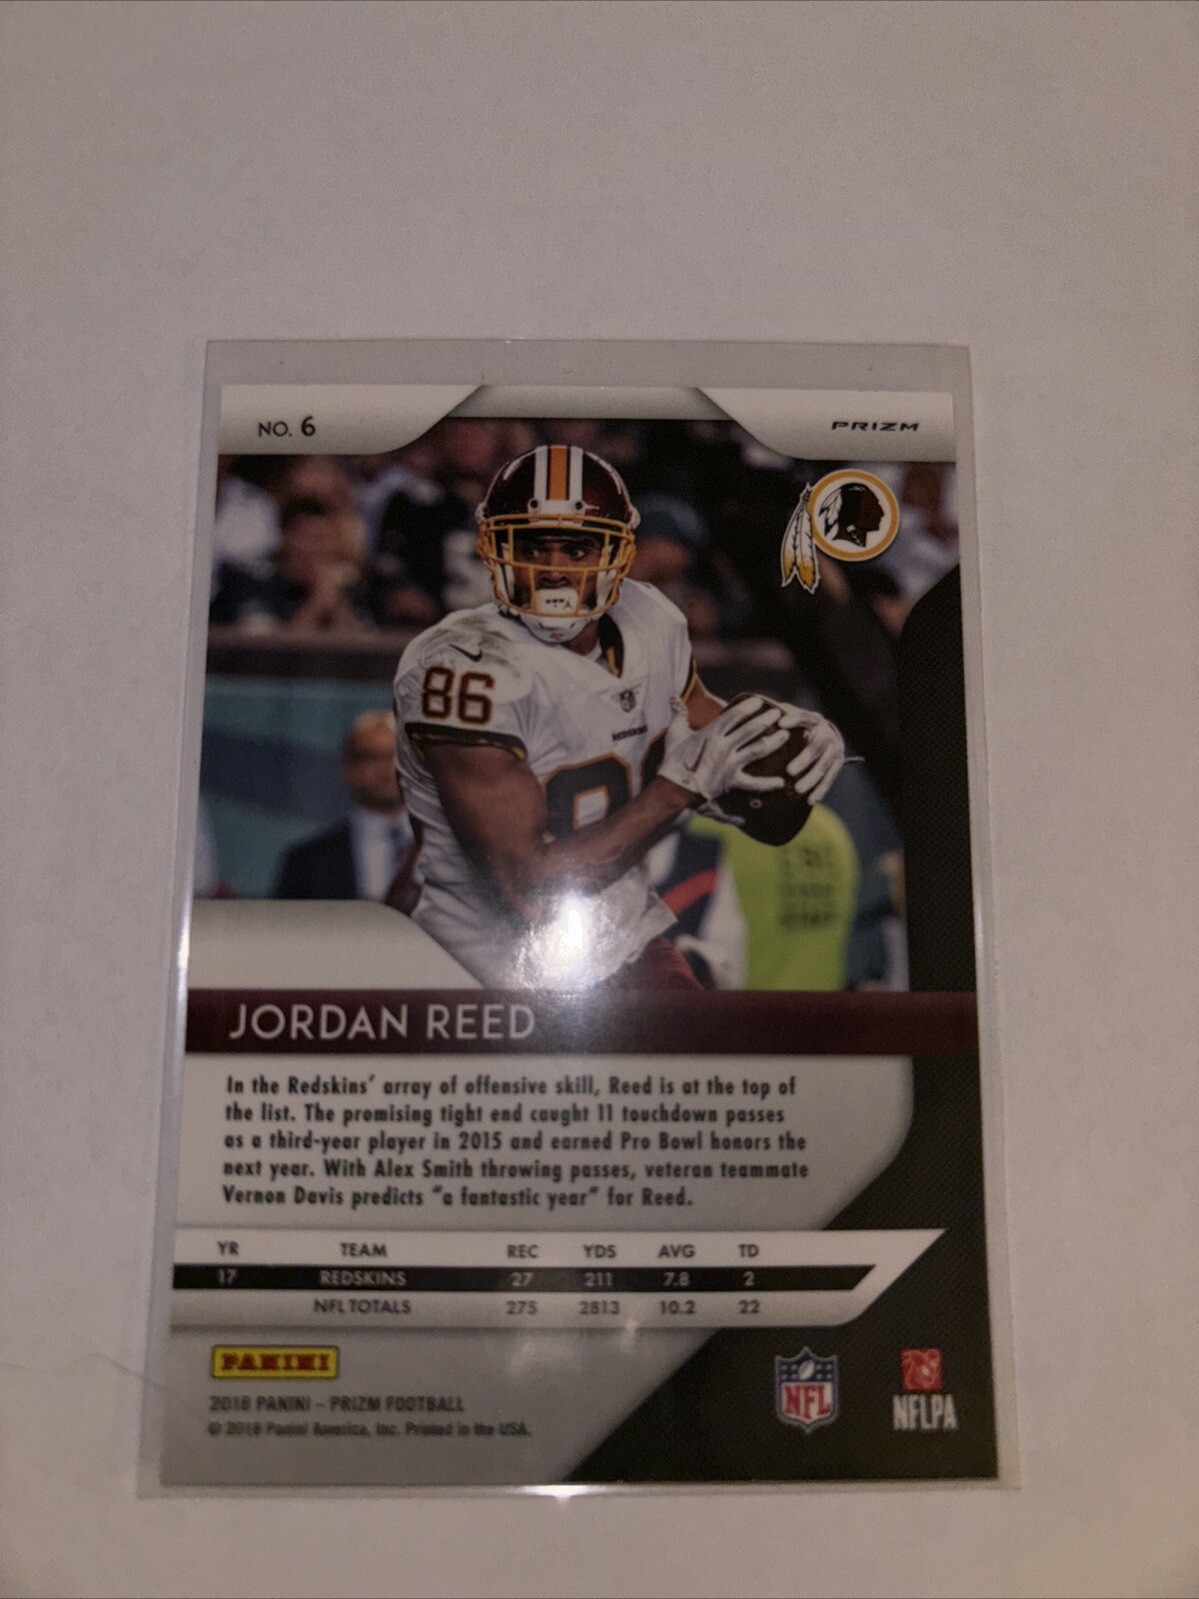 NO. 6
PRIZM
86
REDSKINS
JORDAN REED
In the Redskins' array of offensive skill, Reed is at the top of
the list. The promising tight end caught 11 touchdown passes
as a third-year player in 2015 and earned Pro Bowl honors the
next year. With Alex Smith throwing passes, veteran teammate
Vernon Davis predicts "a fantastic year" for Reed.
YR TEAM REC YDS AVG TD
17 REDSKINS 27 211 7.8 2
NFL TOTALS 275 2813 10.2 22
PANINI
2018 PANINI – PRIZM FOOTBALL
© 2018 Panini America, Inc. Printed in the USA.
NFL
NFLPA